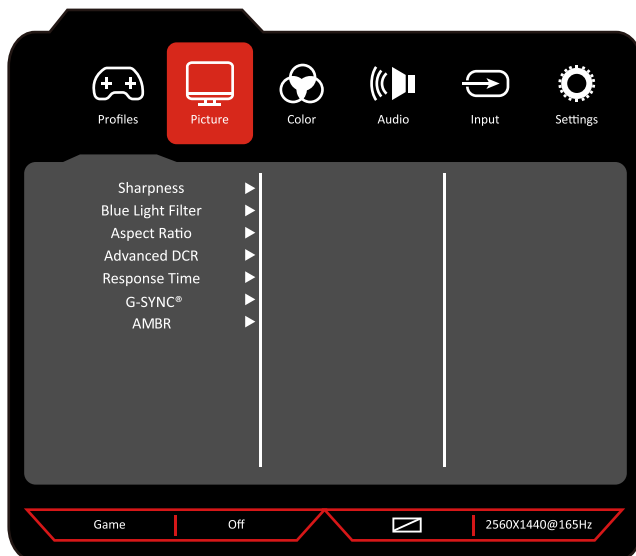 Profiles Picture Color Audio Input Settings
Sharpness
Blue Light Filter
Aspect Ratio
Advanced DCR
Response Time
G-SYNC®
AMBR
Game Off 2560X1440@165Hz